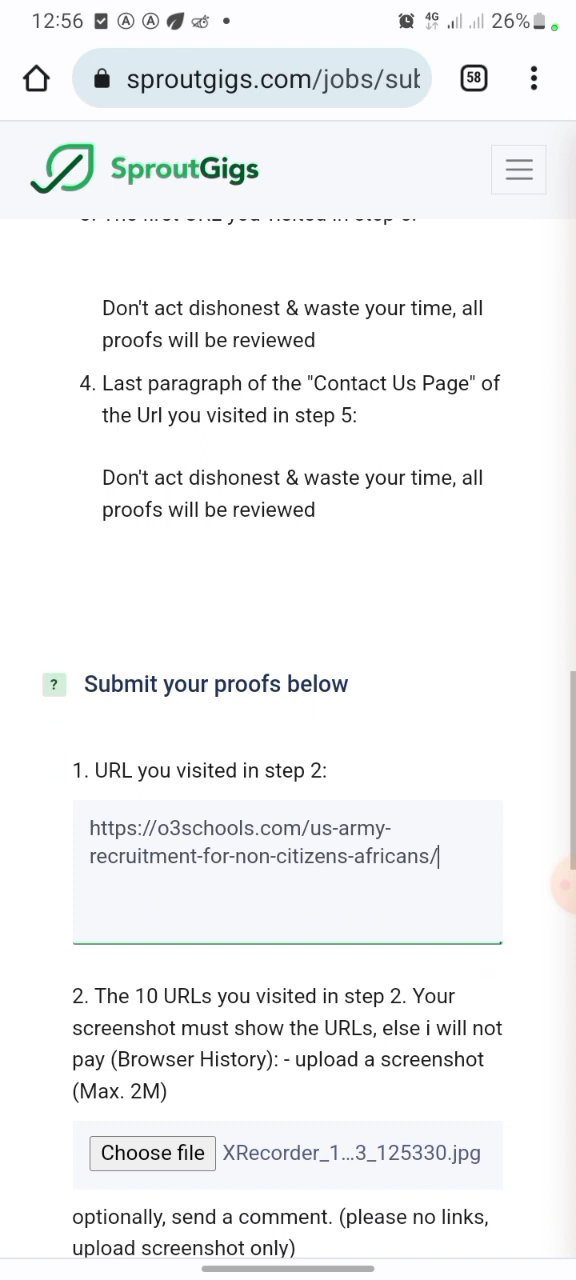 12:56 4G 26%
sproutgigs.com/jobs/sub 58
SproutGigs
Don't act dishonest & waste your time, all
proofs will be reviewed
4. Last paragraph of the "Contact Us Page" of
the Url you visited in step 5:
Don't act dishonest & waste your time, all
proofs will be reviewed
? Submit your proofs below
1. URL you visited in step 2:
https://o3schools.com/us-army-
recruitment-for-non-citizens-africans/
2. The 10 URLs you visited in step 2. Your
screenshot must show the URLs, else i will not
pay (Browser History): - upload a screenshot
(Max. 2M)
Choose file XRecorder_1...3_125330.jpg
optionally, send a comment. (please no links,
upload screenshot only)